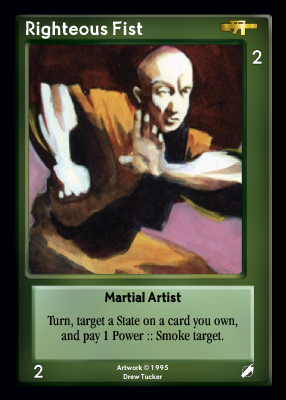 Righteous Fist
2
Martial Artist
Turn, target a State on a card you own,
and pay 1 Power :: Smoke target.
2
Artwork © 1995
Drew Tucker